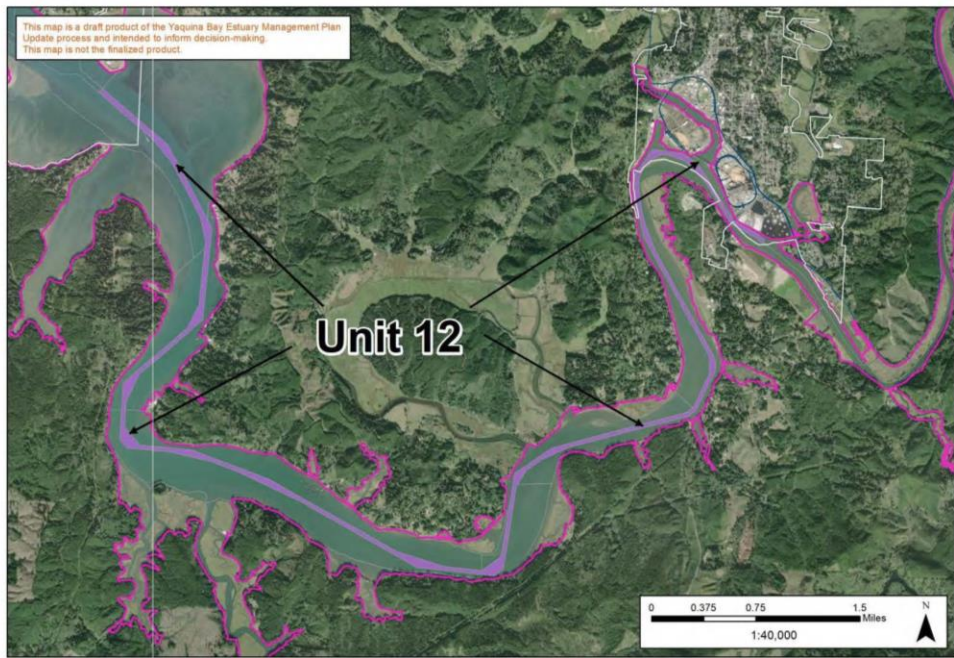 This map is a draft product of the Yaquina Bay Estuary Management Plan
Update process and intended to inform decision-making.
This map is not the finalized product.
Unit 12
0 0.375 0.75 1.5
Miles
1:40,000
N